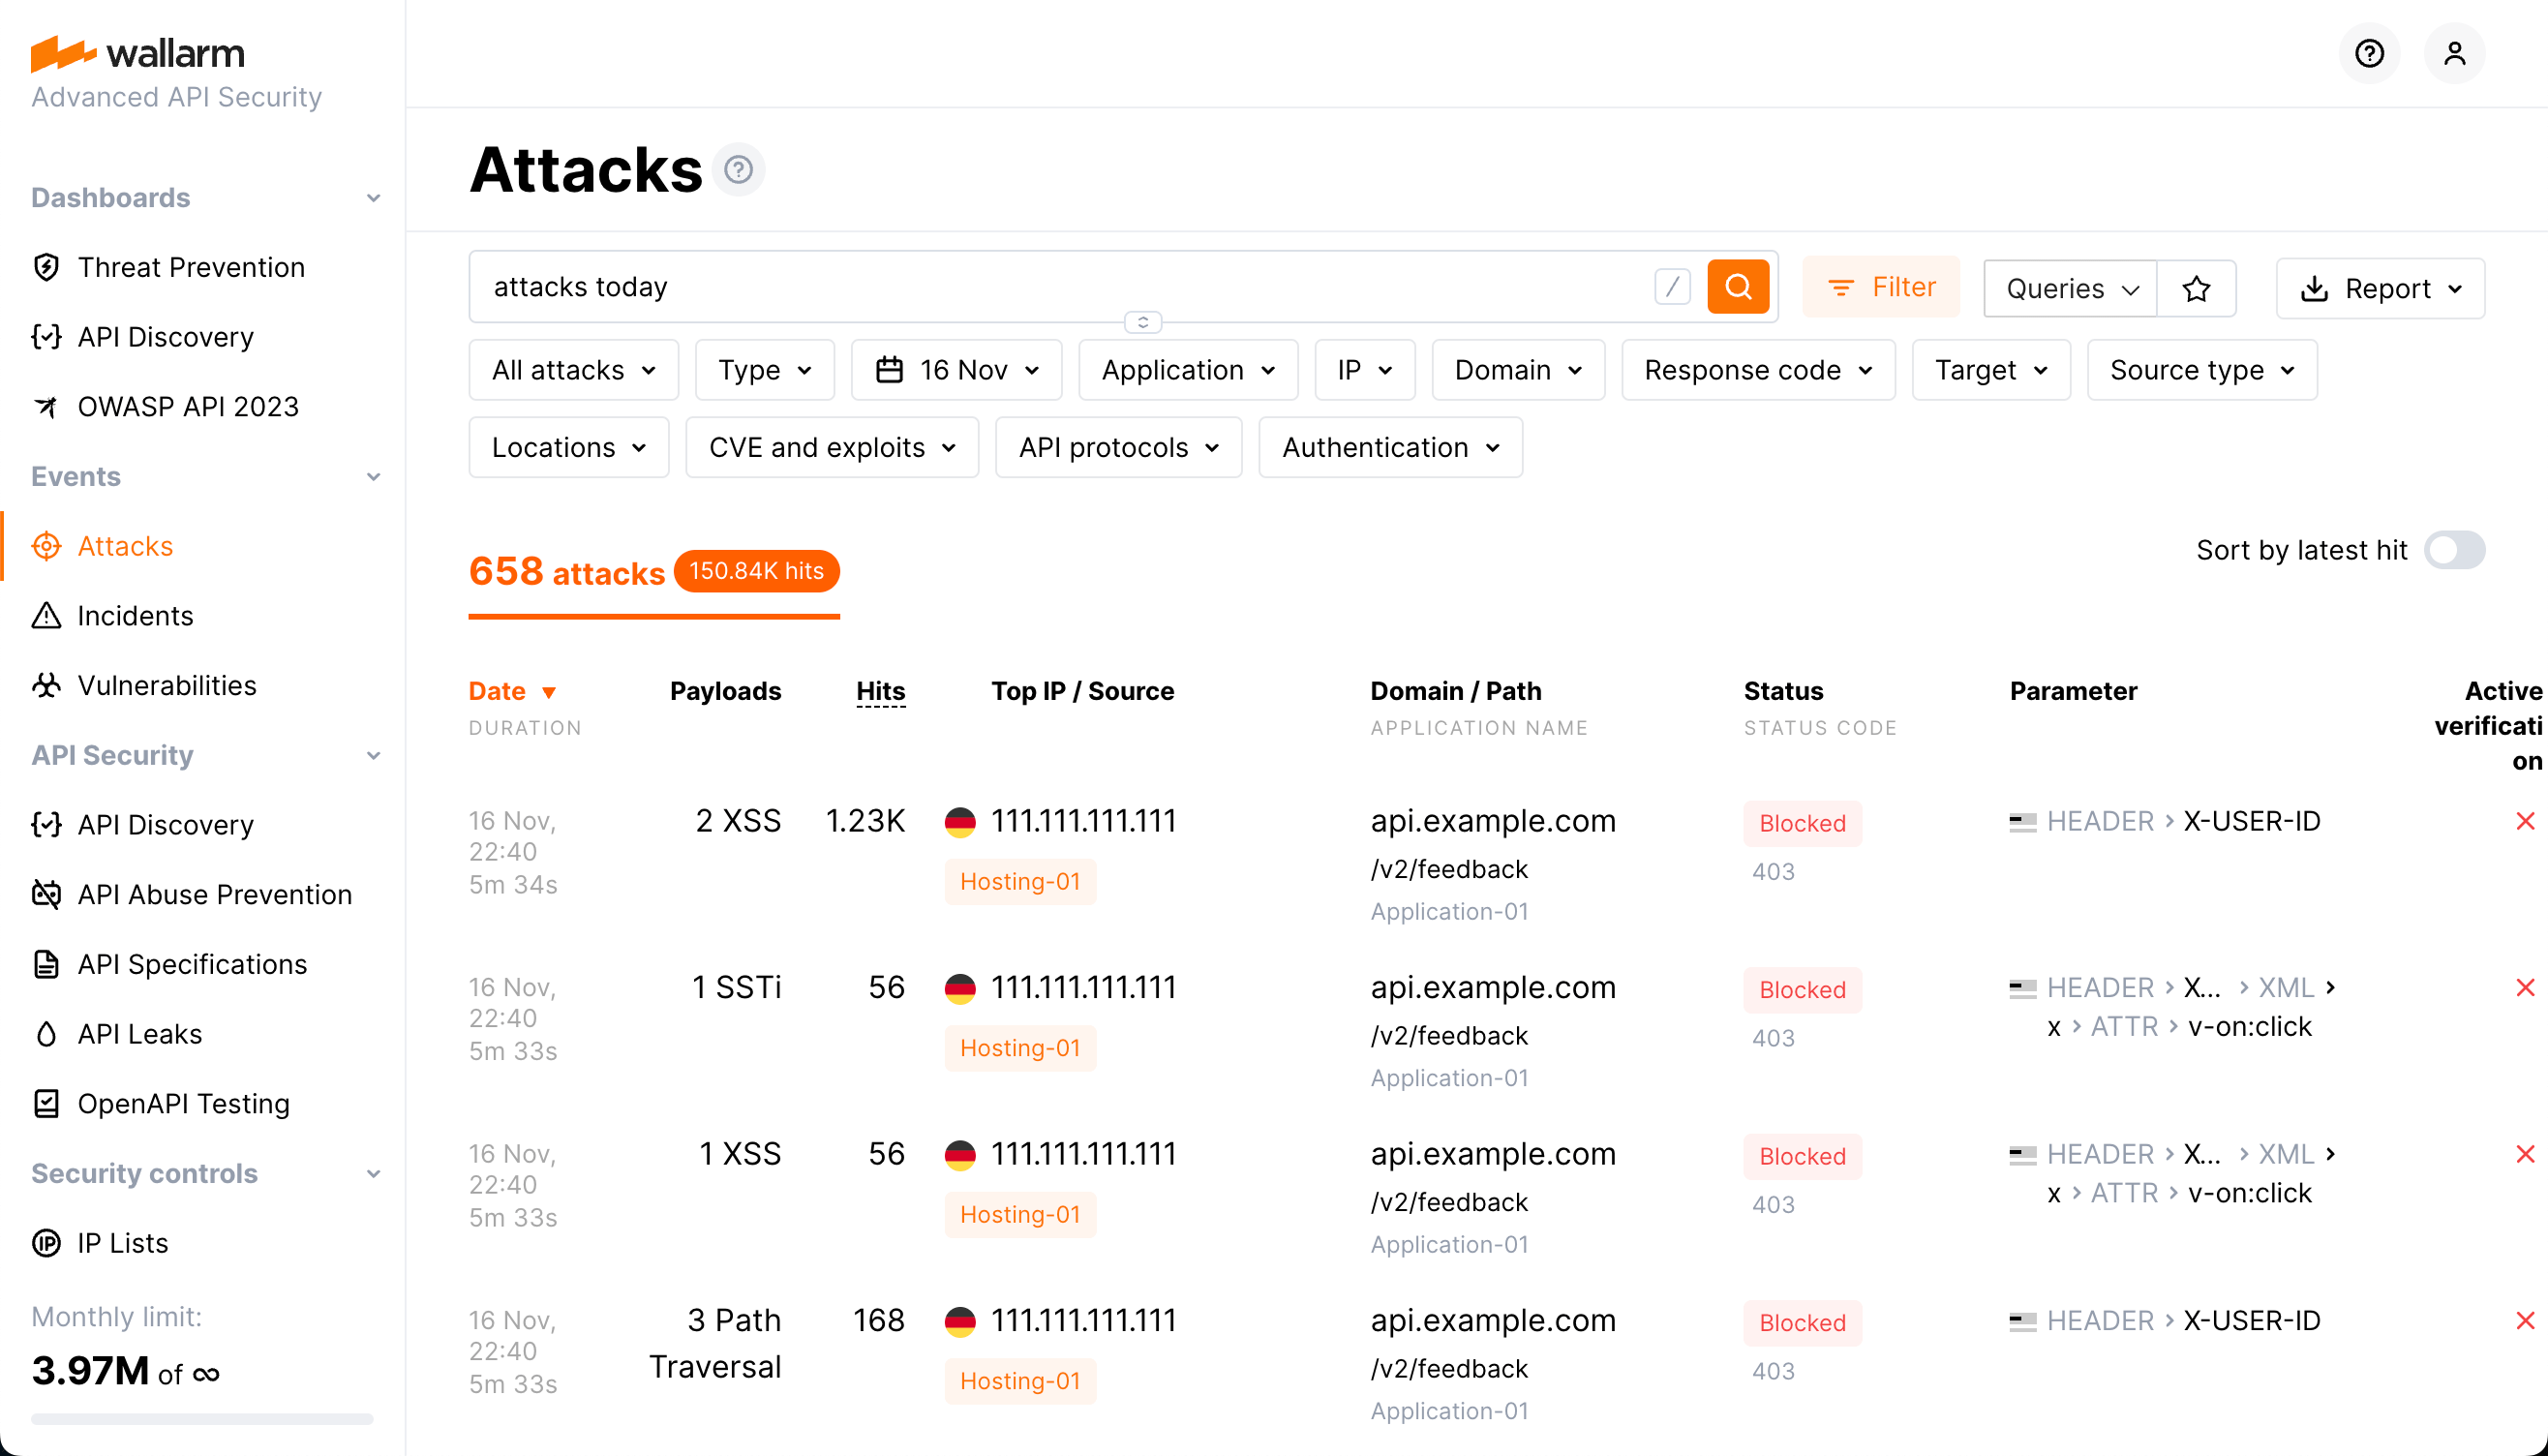 wallarm
Advanced API Security
Dashboards
Threat Prevention
API Discovery
OWASP API 2023
Events
Attacks
Incidents
Vulnerabilities
API Security
API Discovery
API Abuse Prevention
API Specifications
API Leaks
OpenAPI Testing
Security controls
IP Lists
Monthly limit:
3.97M of ∞
Attacks ?
attacks today /
Filter
Queries
Report
All attacks Type 16 Nov Application IP Domain Response code Target Source type
Locations CVE and exploits API protocols Authentication
658 attacks 150.84K hits
Sort by latest hit
Date ▼ Payloads Hits Top IP / Source Domain / Path Status Parameter Active
verificati
on
DURATION APPLICATION NAME STATUS CODE
16 Nov, 2 XSS 1.23K 111.111.111.111 api.example.com Blocked HEADER › X-USER-ID ×
22:40 /v2/feedback 403
5m 34s Hosting-01 Application-01
16 Nov, 1 SSTi 56 111.111.111.111 api.example.com Blocked HEADER › X... › XML › ×
22:40 /v2/feedback 403 x › ATTR › v-on:click
5m 33s Hosting-01 Application-01
16 Nov, 1 XSS 56 111.111.111.111 api.example.com Blocked HEADER › X... › XML › ×
22:40 /v2/feedback 403 x › ATTR › v-on:click
5m 33s Hosting-01 Application-01
16 Nov, 3 Path 168 111.111.111.111 api.example.com Blocked HEADER › X-USER-ID ×
22:40 Traversal /v2/feedback 403
5m 33s Hosting-01 Application-01